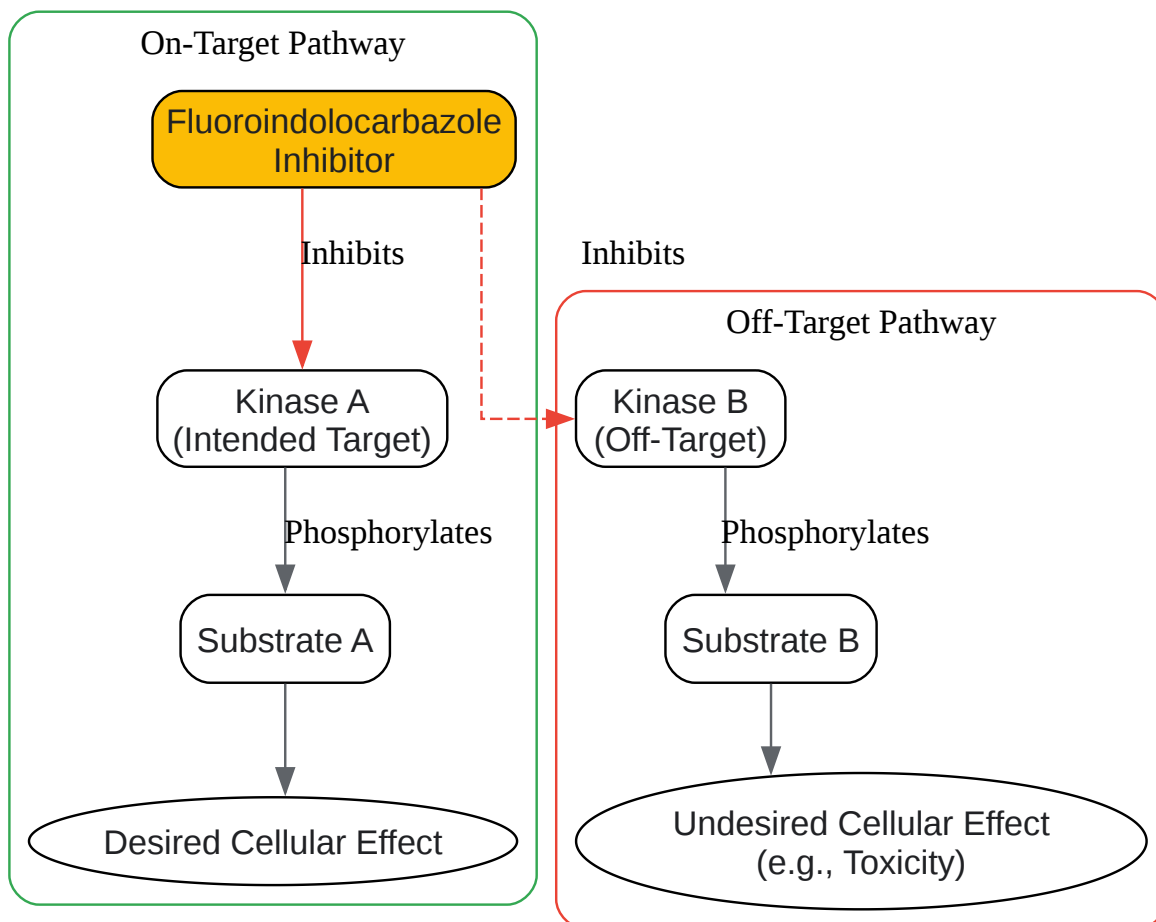 On-Target Pathway
Fluoroindolocarbazole
Inhibitor
Inhibits
Inhibits
Off-Target Pathway
Kinase A
(Intended Target)
Kinase B
(Off-Target)
Phosphorylates
Phosphorylates
Substrate A
Substrate B
Desired Cellular Effect
Undesired Cellular Effect
(e.g., Toxicity)